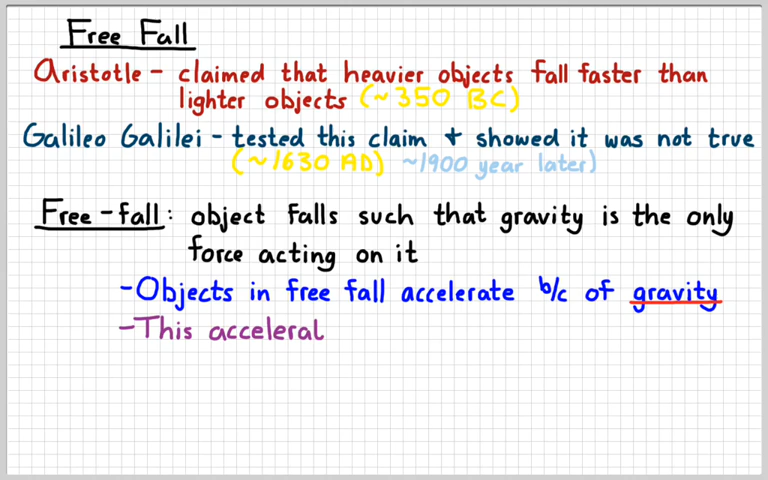 Free Fall
Aristotle - claimed that heavier objects fall faster than
lighter objects (~350 BC)
Galileo Galilei - tested this claim + showed it was not true
(~1630 AD) ~1900 year later)
Free-fall: object falls such that gravity is the only
force acting on it
-Objects in free fall accelerate b/c of gravity
-This acceleral